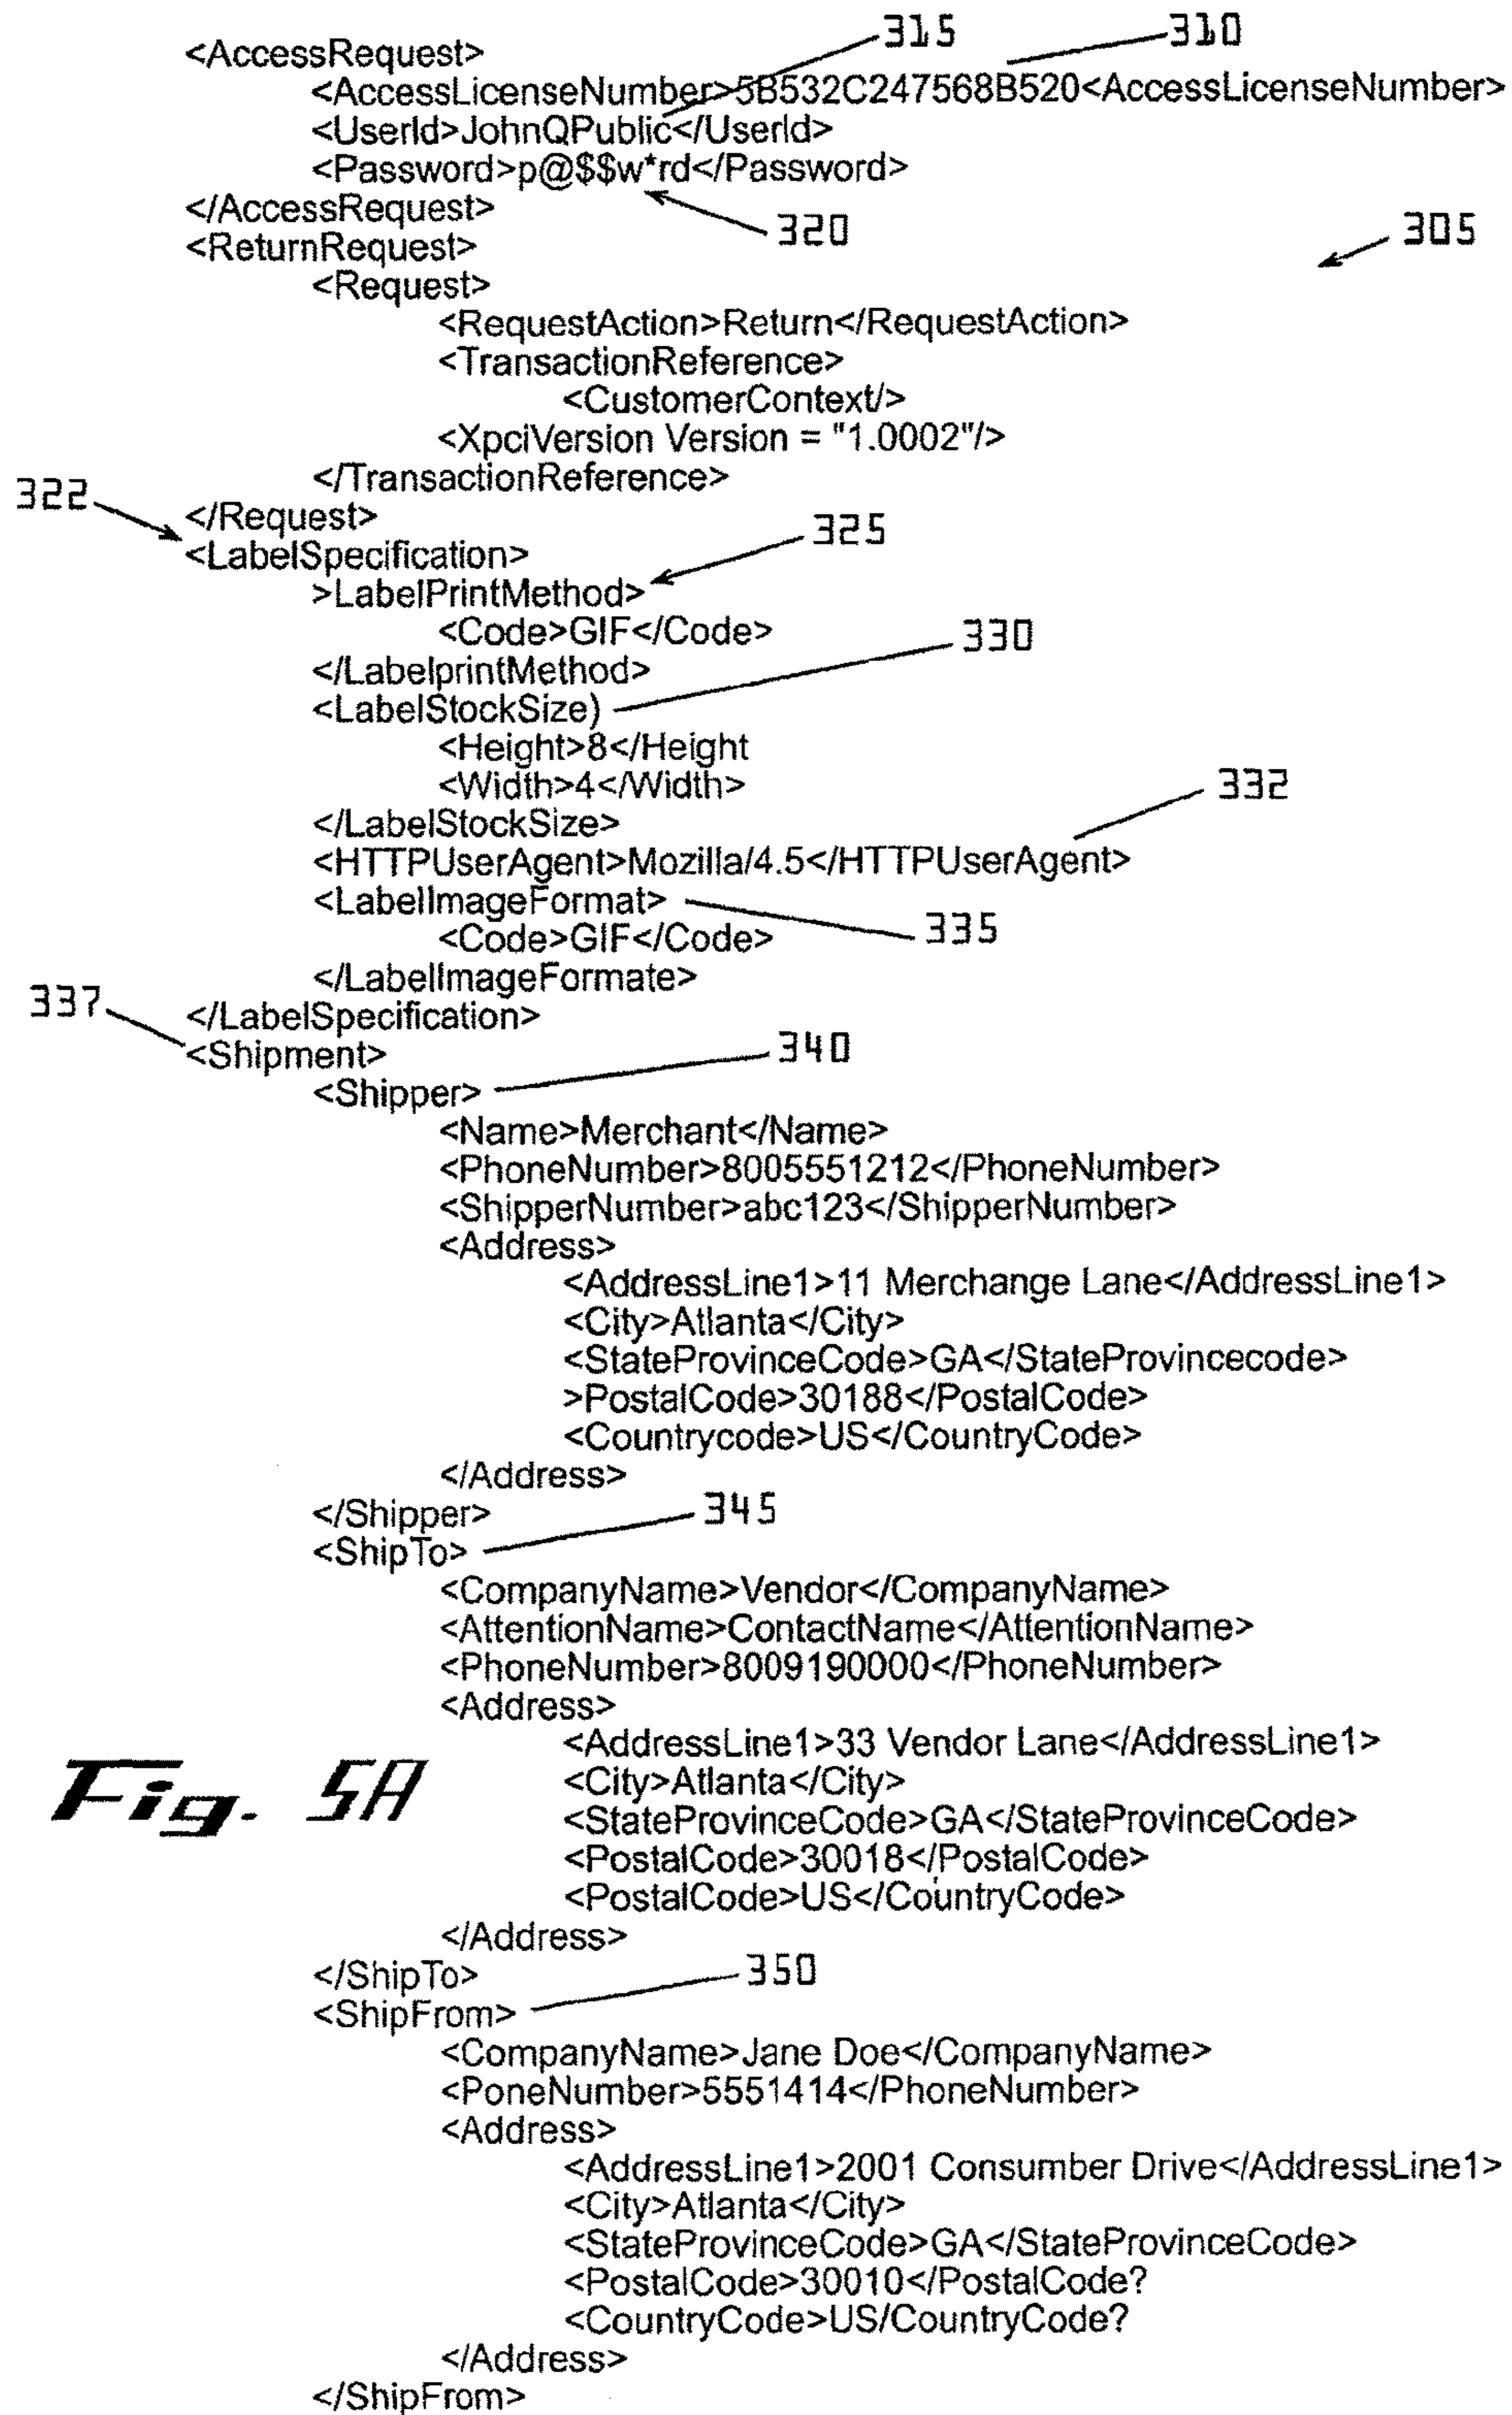 315 310
<AccessRequest>
<AccessLicenseNumber>5B532C247568B520<AccessLicenseNumber>
<UserId>JohnQPublic</UserId>
<Password>p@$$w*rd</Password>
</AccessRequest>
320
305
<ReturnRequest>
<Request>
<RequestAction>Return</RequestAction>
<TransactionReference>
<CustomerContext/>
<XpciVersion Version = "1.0002"/>
</TransactionReference>
322
</Request>
325
<LabelSpecification>
>LabelPrintMethod>
<Code>GIF</Code>
330
</LabelprintMethod>
<LabelStockSize)
<Height>8</Height
<Width>4</Width>
332
</LabelStockSize>
<HTTPUserAgent>Mozilla/4.5</HTTPUserAgent>
<LabelImageFormat>
335
<Code>GIF</Code>
</LabelImageFormate>
337
</LabelSpecification>
<Shipment>
340
<Shipper>
<Name>Merchant</Name>
<PhoneNumber>8005551212</PhoneNumber>
<ShipperNumber>abc123</ShipperNumber>
<Address>
<AddressLine1>11 Merchange Lane</AddressLine1>
<City>Atlanta</City>
<StateProvinceCode>GA</StateProvincecode>
>PostalCode>30188</PostalCode>
<Countrycode>US</CountryCode>
</Address>
</Shipper>
345
<ShipTo>
<CompanyName>Vendor</CompanyName>
<AttentionName>ContactName</AttentionName>
<PhoneNumber>8009190000</PhoneNumber>
<Address>
<AddressLine1>33 Vendor Lane</AddressLine1>
<City>Atlanta</City>
<StateProvinceCode>GA</StateProvinceCode>
<PostalCode>30018</PostalCode>
<PostalCode>US</CountryCode>
</Address>
</ShipTo>
350
<ShipFrom>
<CompanyName>Jane Doe</CompanyName>
<PoneNumber>5551414</PhoneNumber>
<Address>
<AddressLine1>2001 Consumber Drive</AddressLine1>
<City>Atlanta</City>
<StateProvinceCode>GA</StateProvinceCode>
<PostalCode>30010</PostalCode?
<CountryCode>US/CountryCode?
</Address>
</ShipFrom>
Fig. 5A